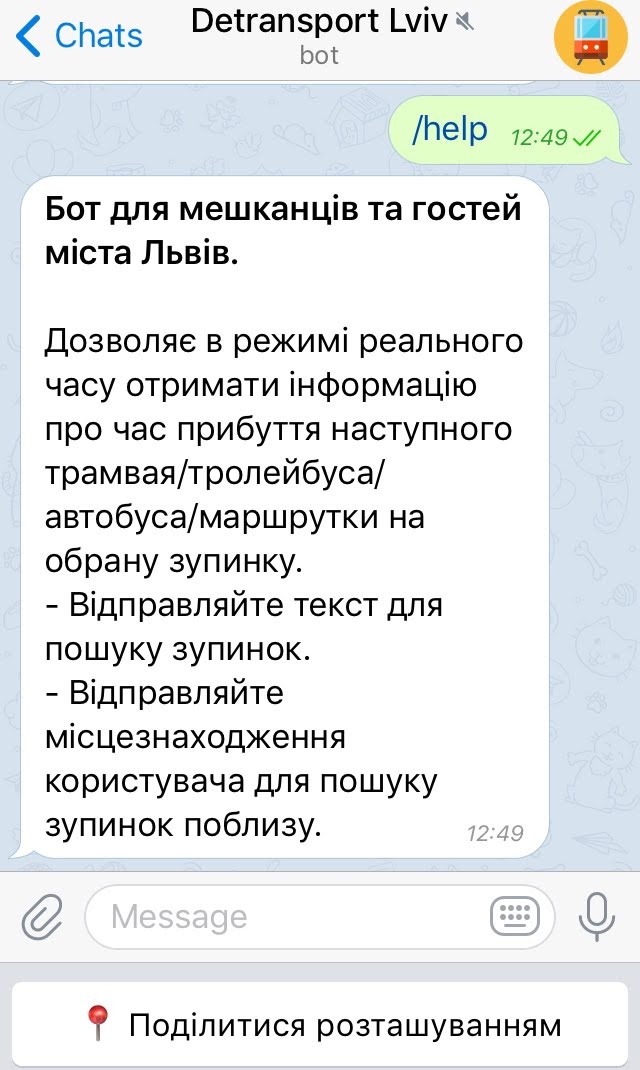 Chats
Detransport Lviv
bot
/help 12:49
Бот для мешканців та гостей
міста Львів.
Дозволяє в режимі реального
часу отримати інформацію
про час прибуття наступного
трамвая/тролейбуса/
автобуса/маршрутки на
обрану зупинку.
- Відправляйте текст для
пошуку зупинок.
- Відправляйте
місцезнаходження
користувача для пошуку
зупинок поблизу.
12:49
Message
Поділитися розташуванням